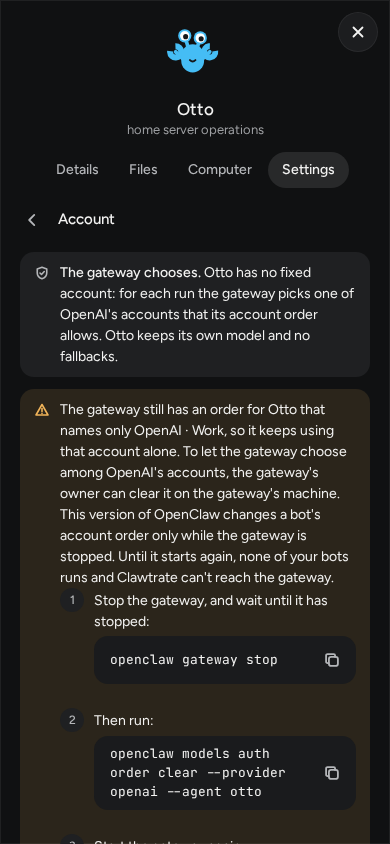 Otto
home server operations
Details
Files
Computer
Settings
Account
The gateway chooses. Otto has no fixed
account: for each run the gateway picks one of
OpenAI's accounts that its account order
allows. Otto keeps its own model and no
fallbacks.
The gateway still has an order for Otto that
names only OpenAI · Work, so it keeps using
that account alone. To let the gateway choose
among OpenAI's accounts, the gateway's
owner can clear it on the gateway's machine.
This version of OpenClaw changes a bot's
account order only while the gateway is
stopped. Until it starts again, none of your bots
runs and Clawtrate can't reach the gateway.
1
Stop the gateway, and wait until it has
stopped:
openclaw gateway stop
2
Then run:
openclaw models auth
order clear --provider
openai --agent otto